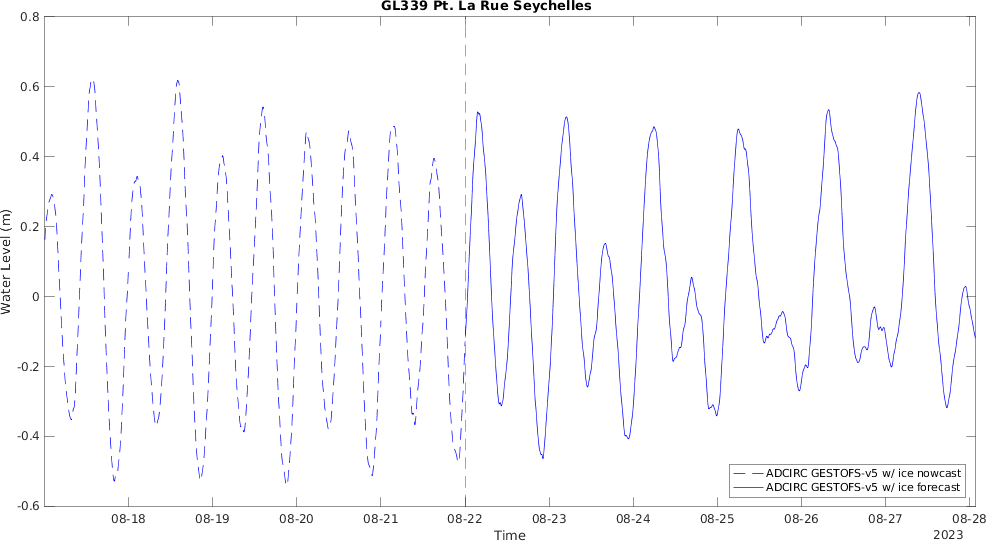 GL339 Pt. La Rue Seychelles
0.8
0.6
0.4
0.2
0
-0.2
-0.4
-0.6
Water Level (m)
08-18 08-19 08-20 08-21 08-22 08-23 08-24 08-25 08-26 08-27 08-28
Time
2023
ADCIRC GESTOFS-v5 w/ ice nowcast
ADCIRC GESTOFS-v5 w/ ice forecast